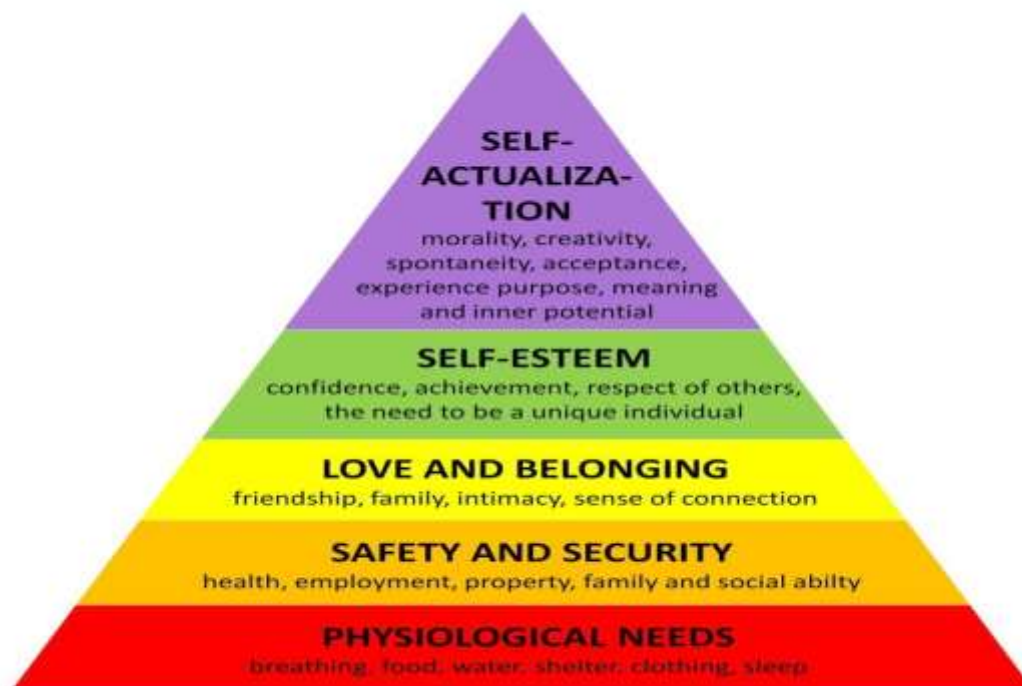 SELF-
ACTUALIZA-
TION
morality, creativity,
spontaneity, acceptance,
experience purpose, meaning
and inner potential
SELF-ESTEEM
confidence, achievement, respect of others,
the need to be a unique individual
LOVE AND BELONGING
friendship, family, intimacy, sense of connection
SAFETY AND SECURITY
health, employment, property, family and social abilty
PHYSIOLOGICAL NEEDS
breathing, food, water, shelter, clothing, sleep